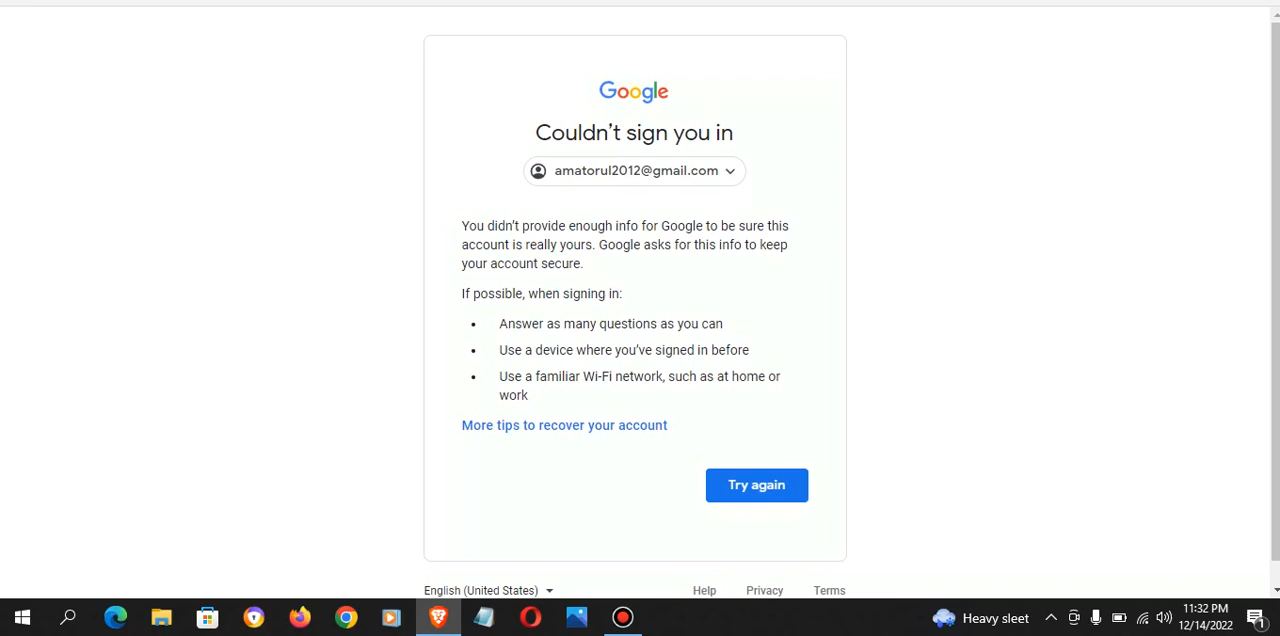 Google
Couldn’t sign you in
amatorul2012@gmail.com
You didn’t provide enough info for Google to be sure this
account is really yours. Google asks for this info to keep
your account secure.
If possible, when signing in:
• Answer as many questions as you can
• Use a device where you’ve signed in before
• Use a familiar Wi-Fi network, such as at home or
work
More tips to recover your account
Try again
English (United States)
Help Privacy Terms
Heavy sleet
11:32 PM
12/14/2022
1